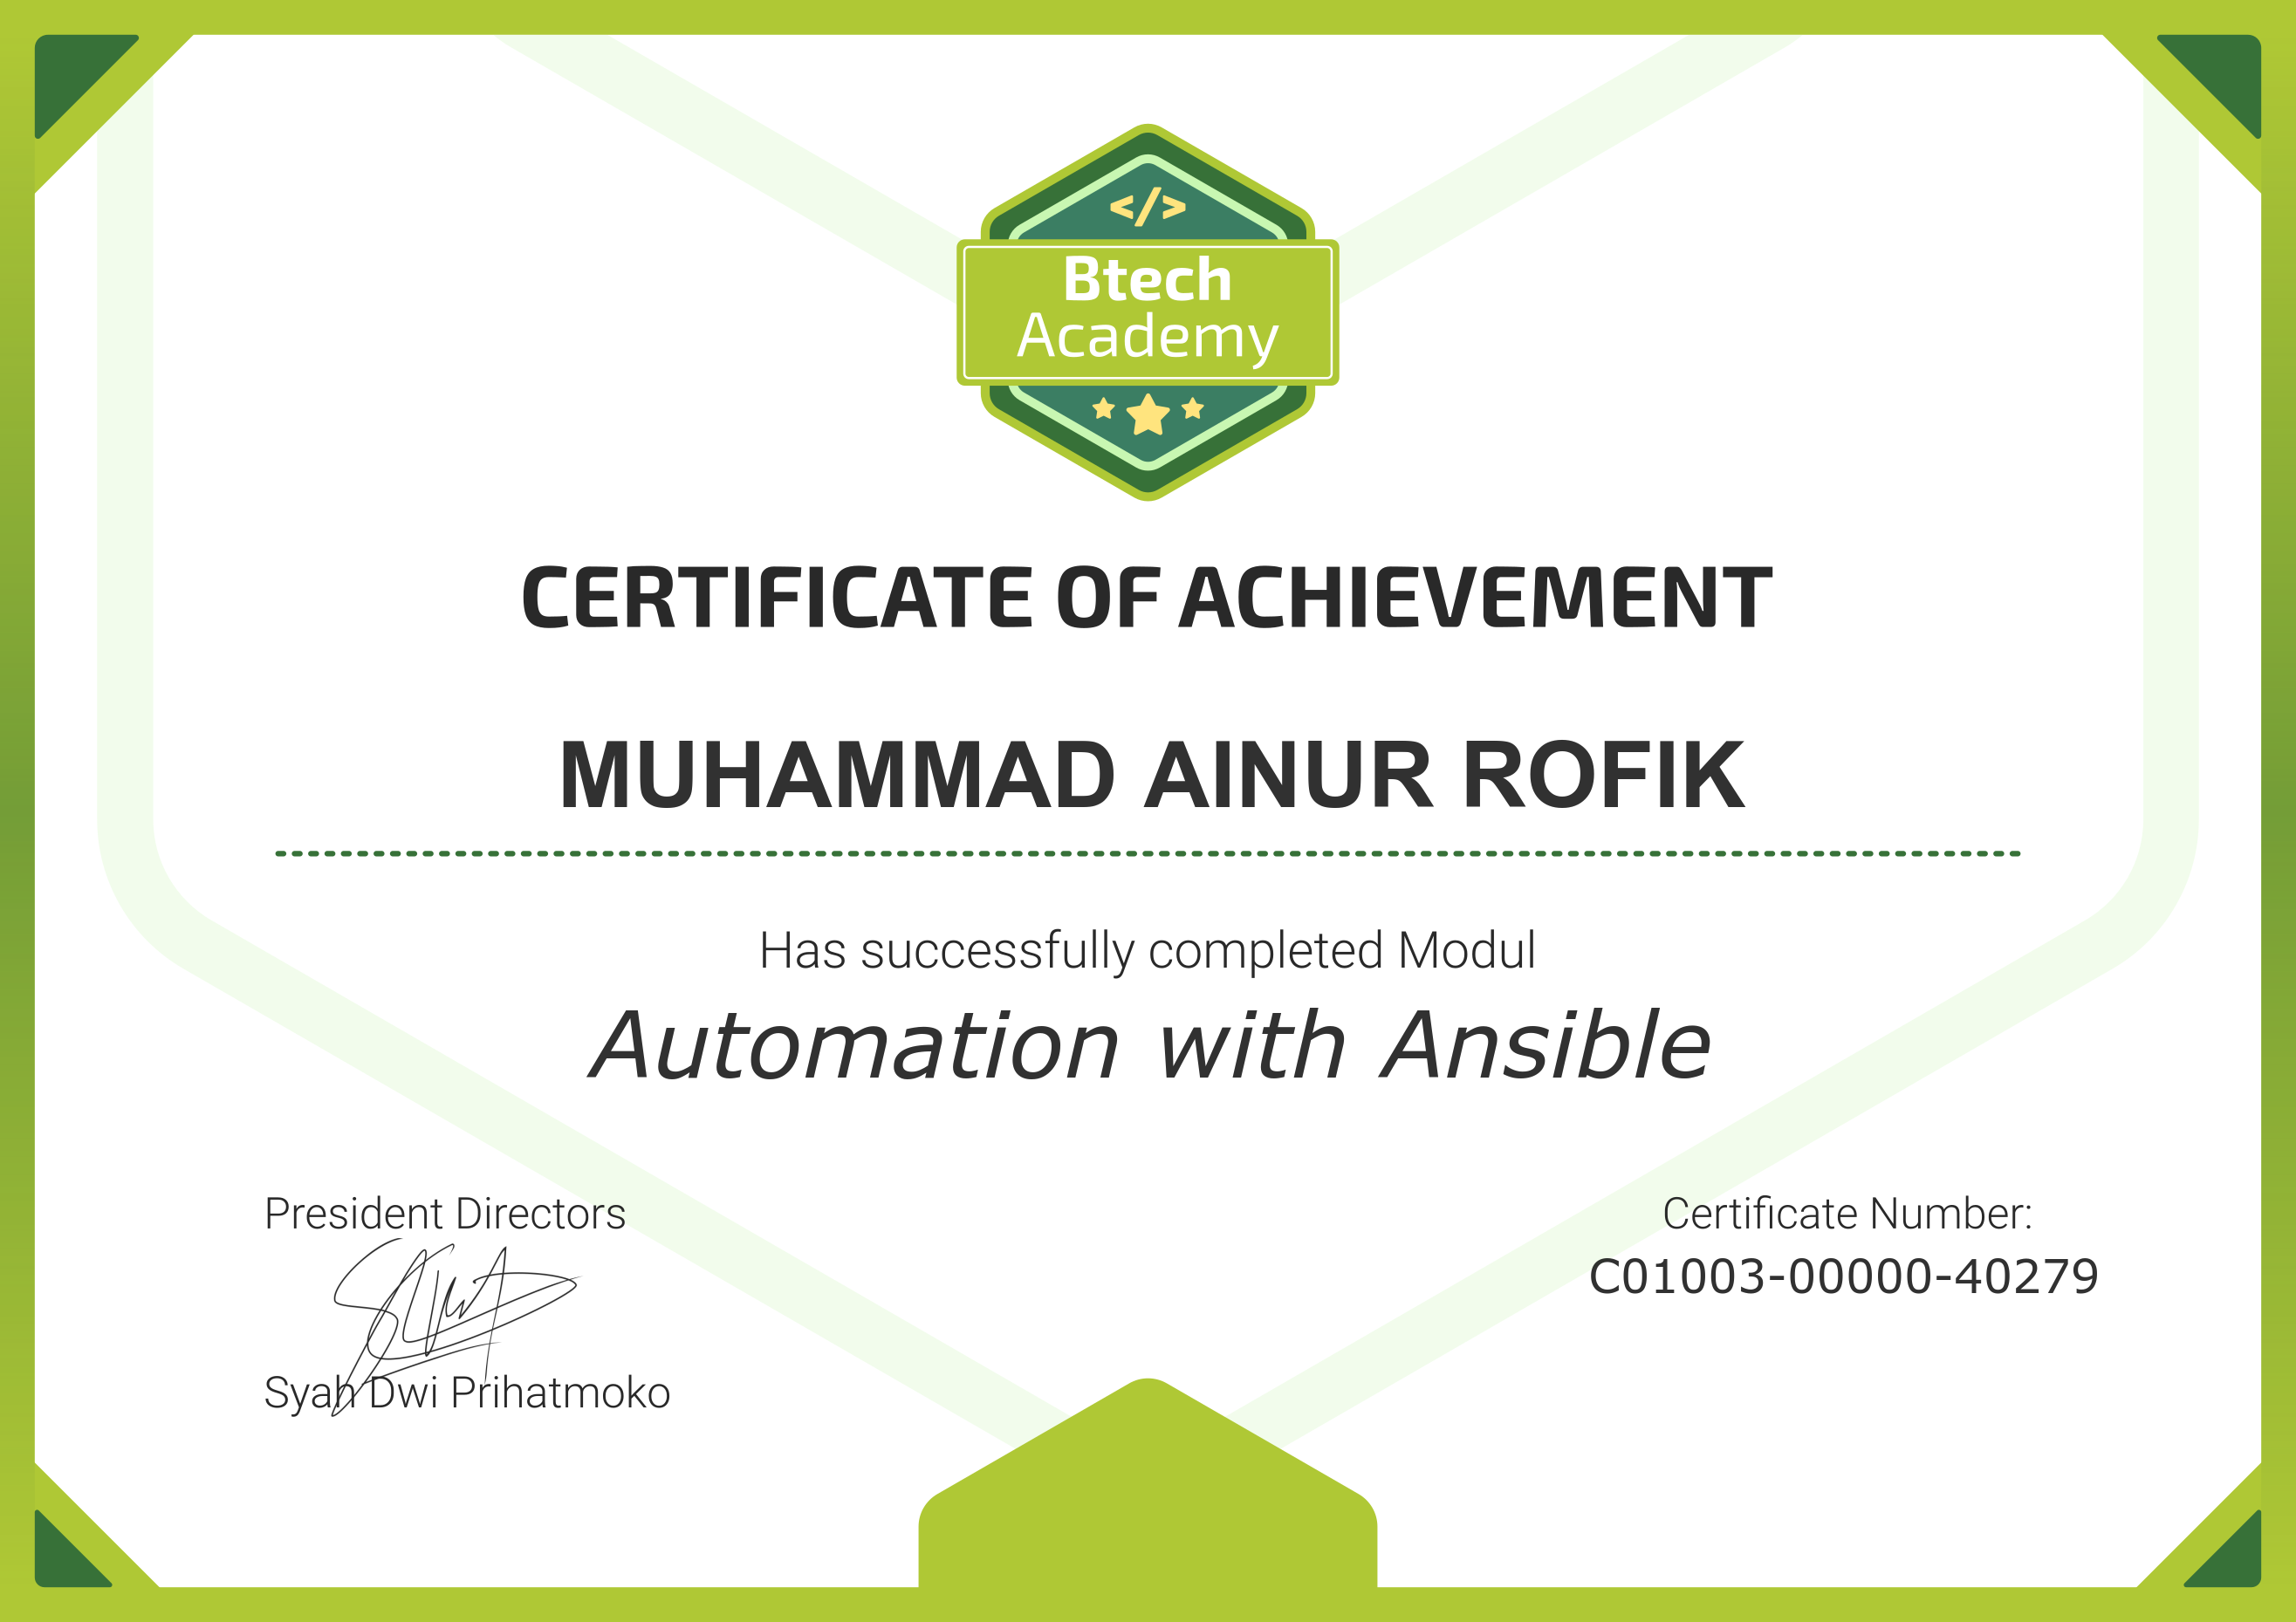 </>
Btech
Academy
CERTIFICATE OF ACHIEVEMENT
MUHAMMAD AINUR ROFIK
Has successfully completed Modul
Automation with Ansible
President Directors
Syah Dwi Prihatmoko
Certificate Number:
C01003-00000-40279